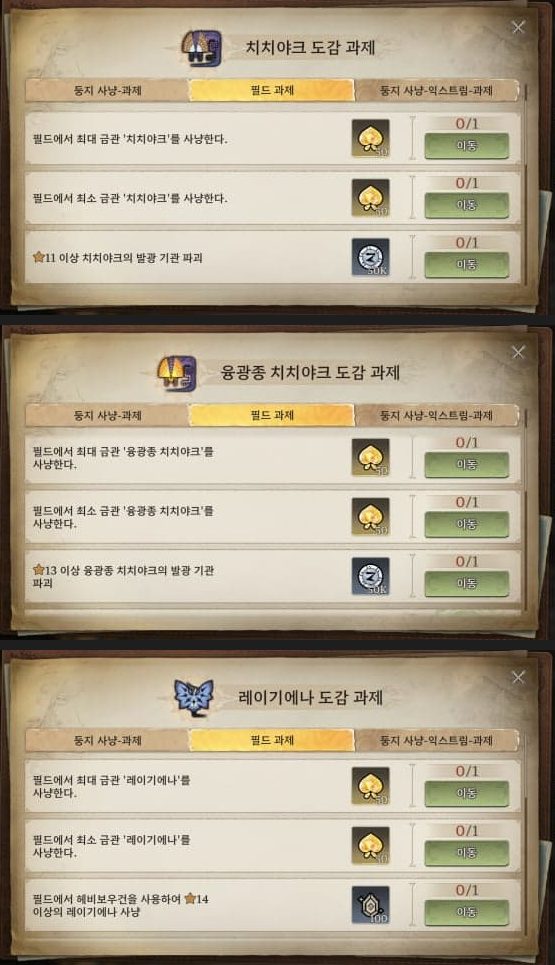 치치야크 도감 과제
둥지 사냥-과제 필드 과제 둥지 사냥-익스트림-과제
필드에서 최대 금관 '치치야크'를 사냥한다.
50
0/1
이동
필드에서 최소 금관 '치치야크'를 사냥한다.
50
0/1
이동
11 이상 치치야크의 발광 기관 파괴
50K
0/1
이동
융광종 치치야크 도감 과제
둥지 사냥-과제 필드 과제 둥지 사냥-익스트림-과제
필드에서 최대 금관 '융광종 치치야크'를
사냥한다.
50
0/1
이동
필드에서 최소 금관 '융광종 치치야크'를
사냥한다.
50
0/1
이동
13 이상 융광종 치치야크의 발광 기관
파괴
50K
0/1
이동
레이기에나 도감 과제
둥지 사냥-과제 필드 과제 둥지 사냥-익스트림-과제
필드에서 최대 금관 '레이기에나'를
사냥한다.
50
0/1
이동
필드에서 최소 금관 '레이기에나'를
사냥한다.
50
0/1
이동
필드에서 헤비보우건을 사용하여 14
이상의 레이기에나 사냥
100
0/1
이동